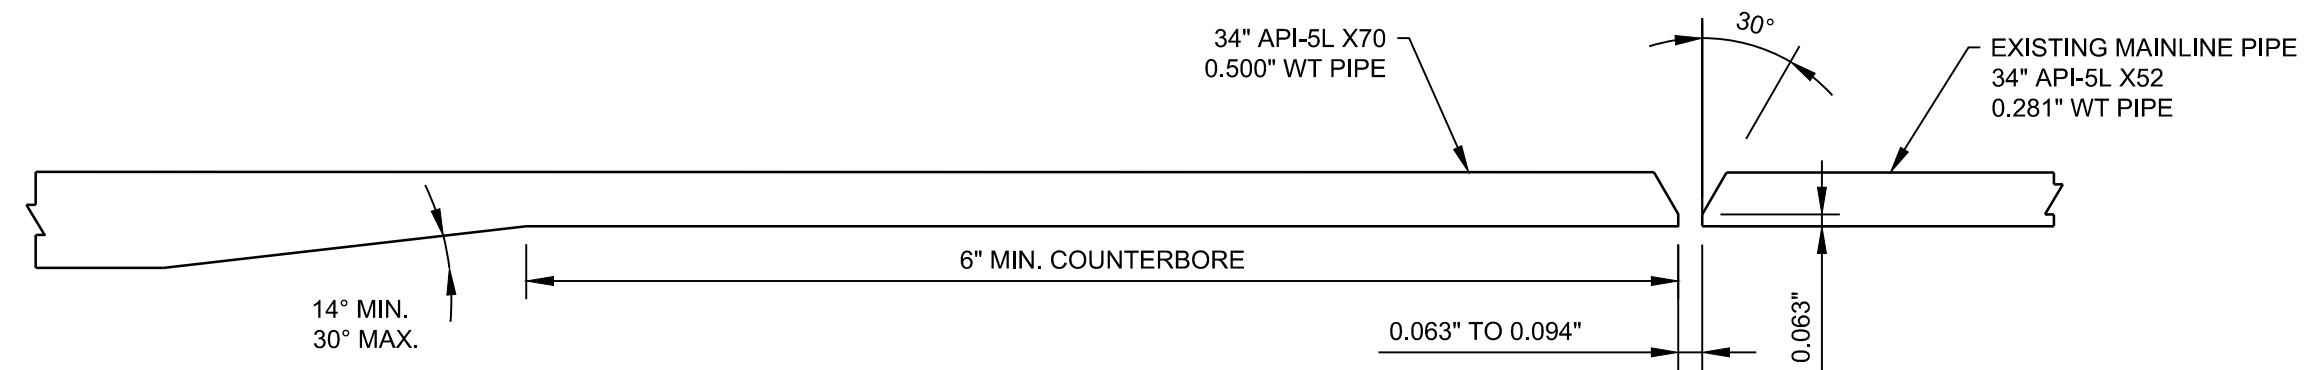 34" API-5L X70
0.500" WT PIPE
30°
EXISTING MAINLINE PIPE
34" API-5L X52
0.281" WT PIPE
6" MIN. COUNTERBORE
14° MIN.
30° MAX.
0.063" TO 0.094"
0.063"